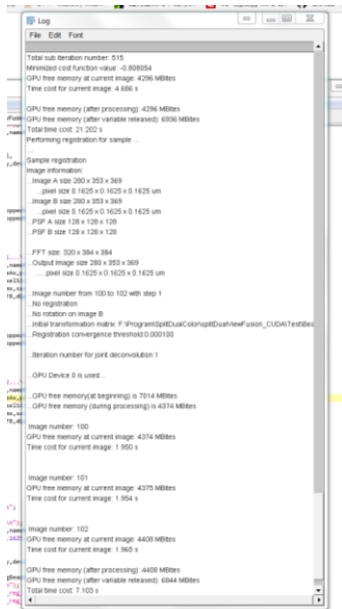 Log
File Edit Font
Total sub iteration number: 515
Minimized cost function value: -0.808054
GPU free memory at current image: 4296 MBites
Time cost for current image: 4.686 s
GPU free memory (after processing): 4296 MBites
GPU free memory (after variable released): 6936 MBites
Total time cost: 21.202 s
Performing registration for sample ...
...
Sample registration
Image information:
...Image A size 280 x 353 x 369
....pixel size 0.1625 x 0.1625 x 0.1625 um
...Image B size 280 x 353 x 369
....pixel size 0.1625 x 0.1625 x 0.1625 um
...PSF A size 128 x 128 x 128
...PSF B size 128 x 128 x 128
...FFT size: 320 x 384 x 384
...Output Image size 280 x 353 x 369
......pixel size 0.1625 x 0.1625 x 0.1625 um
...Image number from 100 to 102 with step 1
...No registration
...No rotation on image B
...Initial transformation matrix: F:\Program\SplitDualColor\splitDualViewFusion_CUDA\Test\Bea
...Registration convergence threshold:0.000100
...Iteration number for joint deconvolution:1
...GPU Device 0 is used...
...GPU free memory(at beginning) is 7014 MBites
...GPU free memory (during processing) is 4374 MBites
Image number: 100
GPU free memory at current image: 4374 MBites
Time cost for current image: 1.950 s
Image number: 101
GPU free memory at current image: 4375 MBites
Time cost for current image: 1.954 s
Image number: 102
GPU free memory at current image: 4408 MBites
Time cost for current image: 1.965 s
GPU free memory (after processing): 4408 MBites
GPU free memory (after variable released): 6844 MBites
Total time cost: 7.103 s